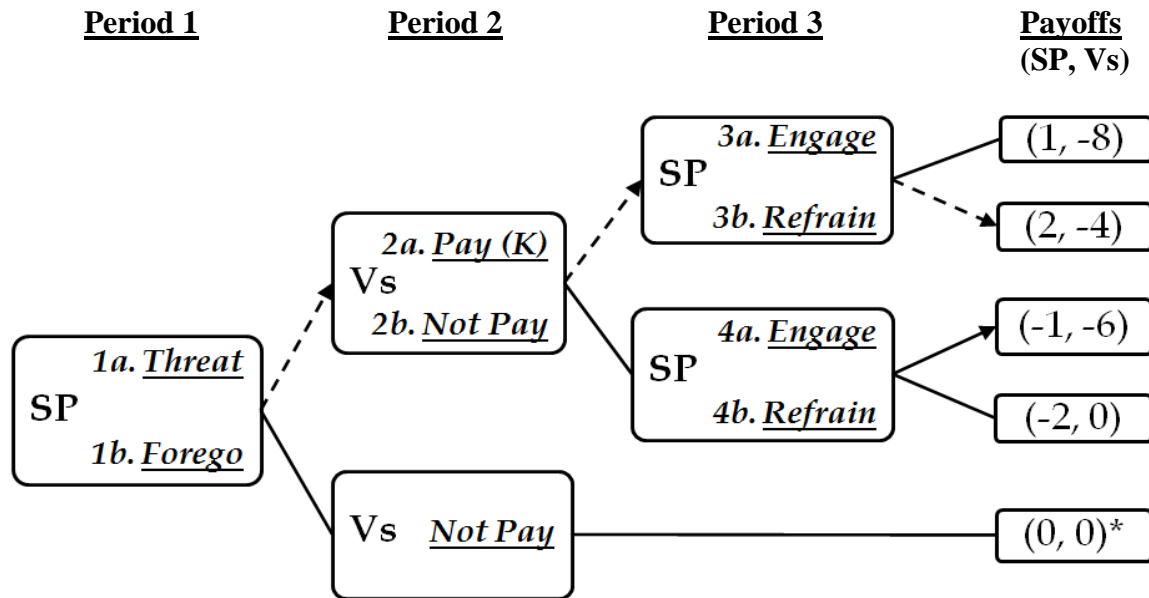 Period 1 Period 2 Period 3 Payoffs
(SP, Vs)
3a. Engage
SP
3b. Refrain
(1, -8)
(2, -4)
2a. Pay (K)
Vs
2b. Not Pay
4a. Engage
SP
4b. Refrain
(-1, -6)
(-2, 0)
1a. Threat
SP
1b. Forego
Vs Not Pay
(0, 0)*